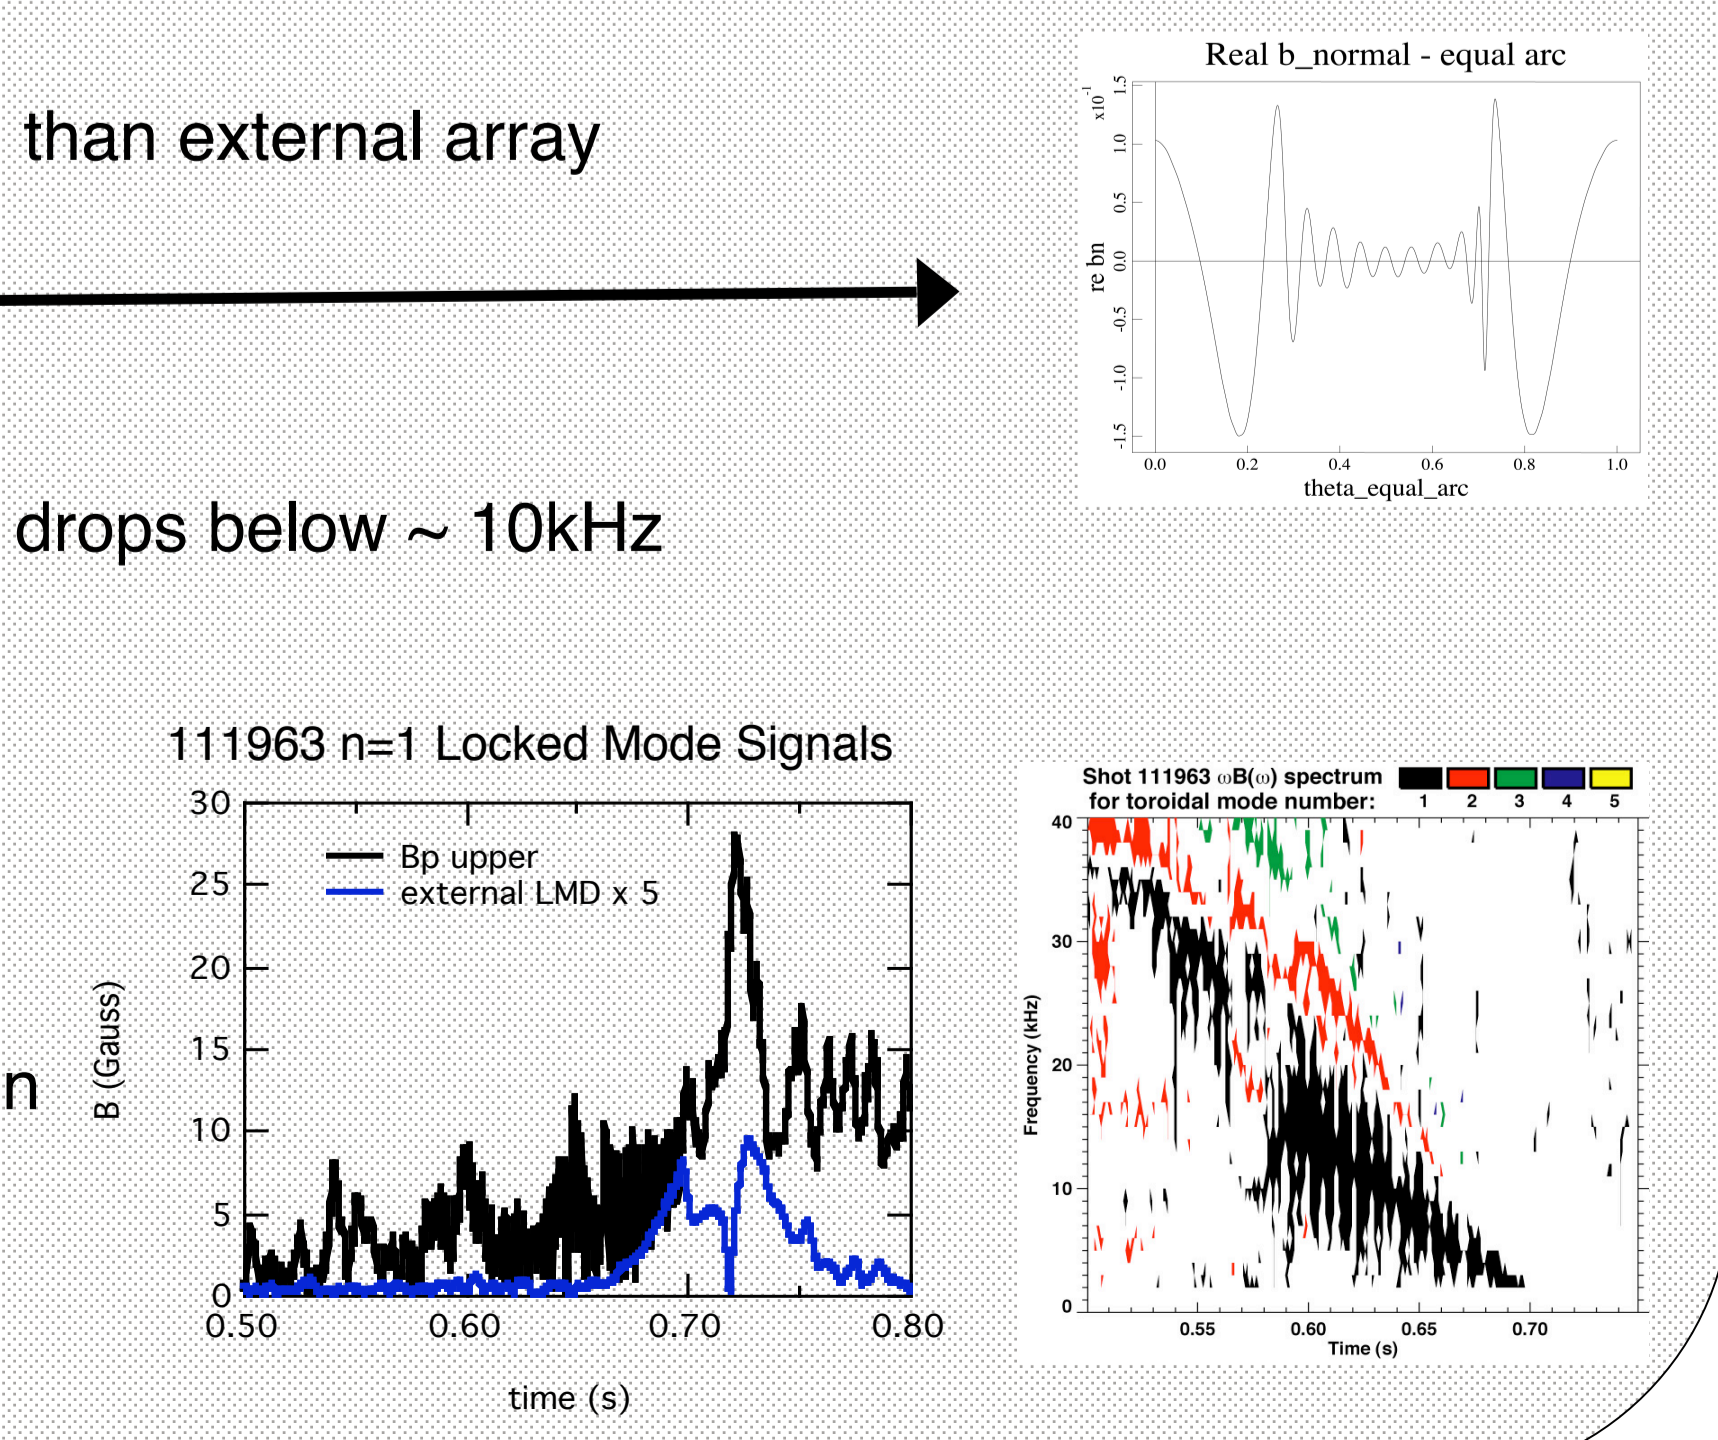 than external array
Real b_normal - equal arc
x10-1
1.5
1.0
0.5
0.0
-0.5
-1.0
-1.5
re bn
0.0 0.2 0.4 0.6 0.8 1.0
theta_equal_arc
drops below ~ 10kHz
n
111963 n=1 Locked Mode Signals
30
25
20
15
10
5
0
B (Gauss)
Bp upper
external LMD x 5
0.50 0.60 0.70 0.80
time (s)
Shot 111963 ωB(ω) spectrum
for toroidal mode number: 1 2 3 4 5
40
30
20
10
0
Frequency (kHz)
0.55 0.60 0.65 0.70
Time (s)